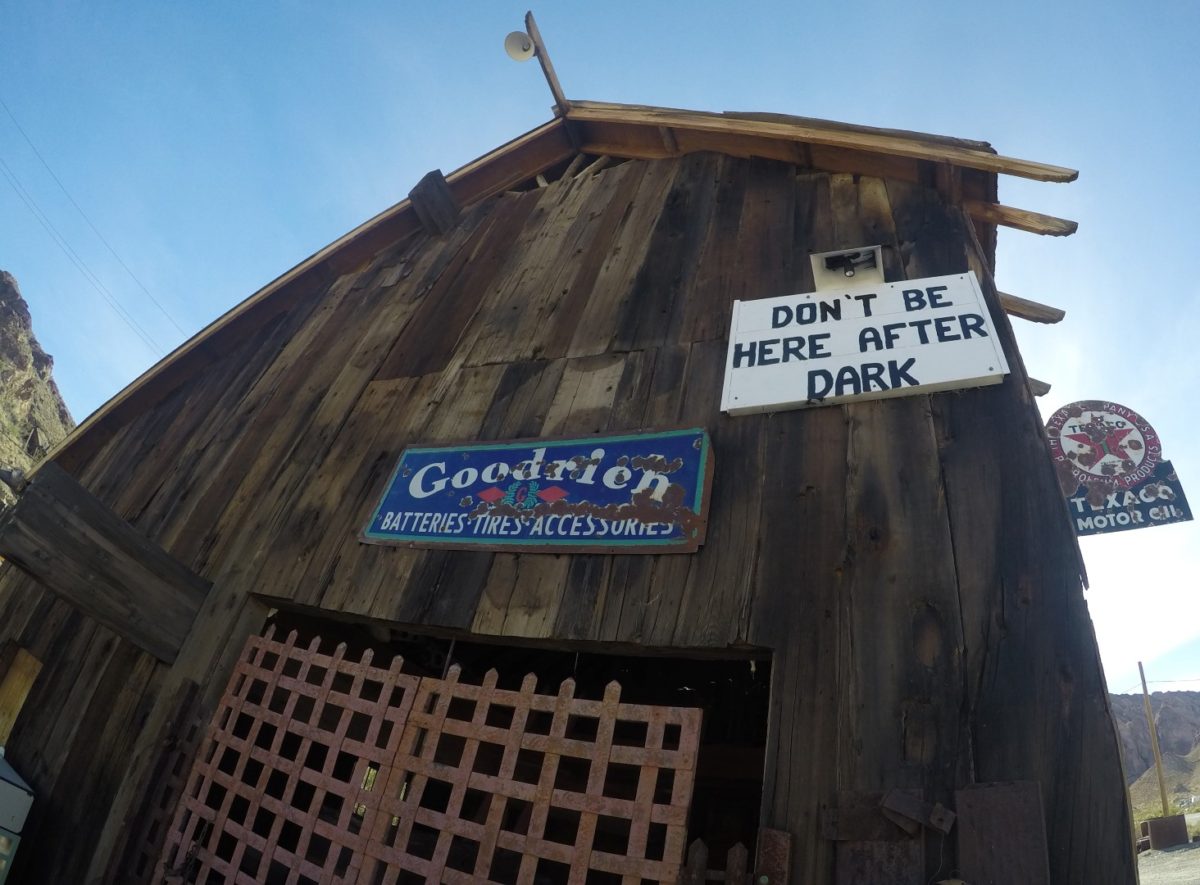 DON'T BE
HERE AFTER
DARK
Goodrich
BATTERIES·TIRES·ACCESSORIES
TEXACO
TEXACO
MOTOR OIL